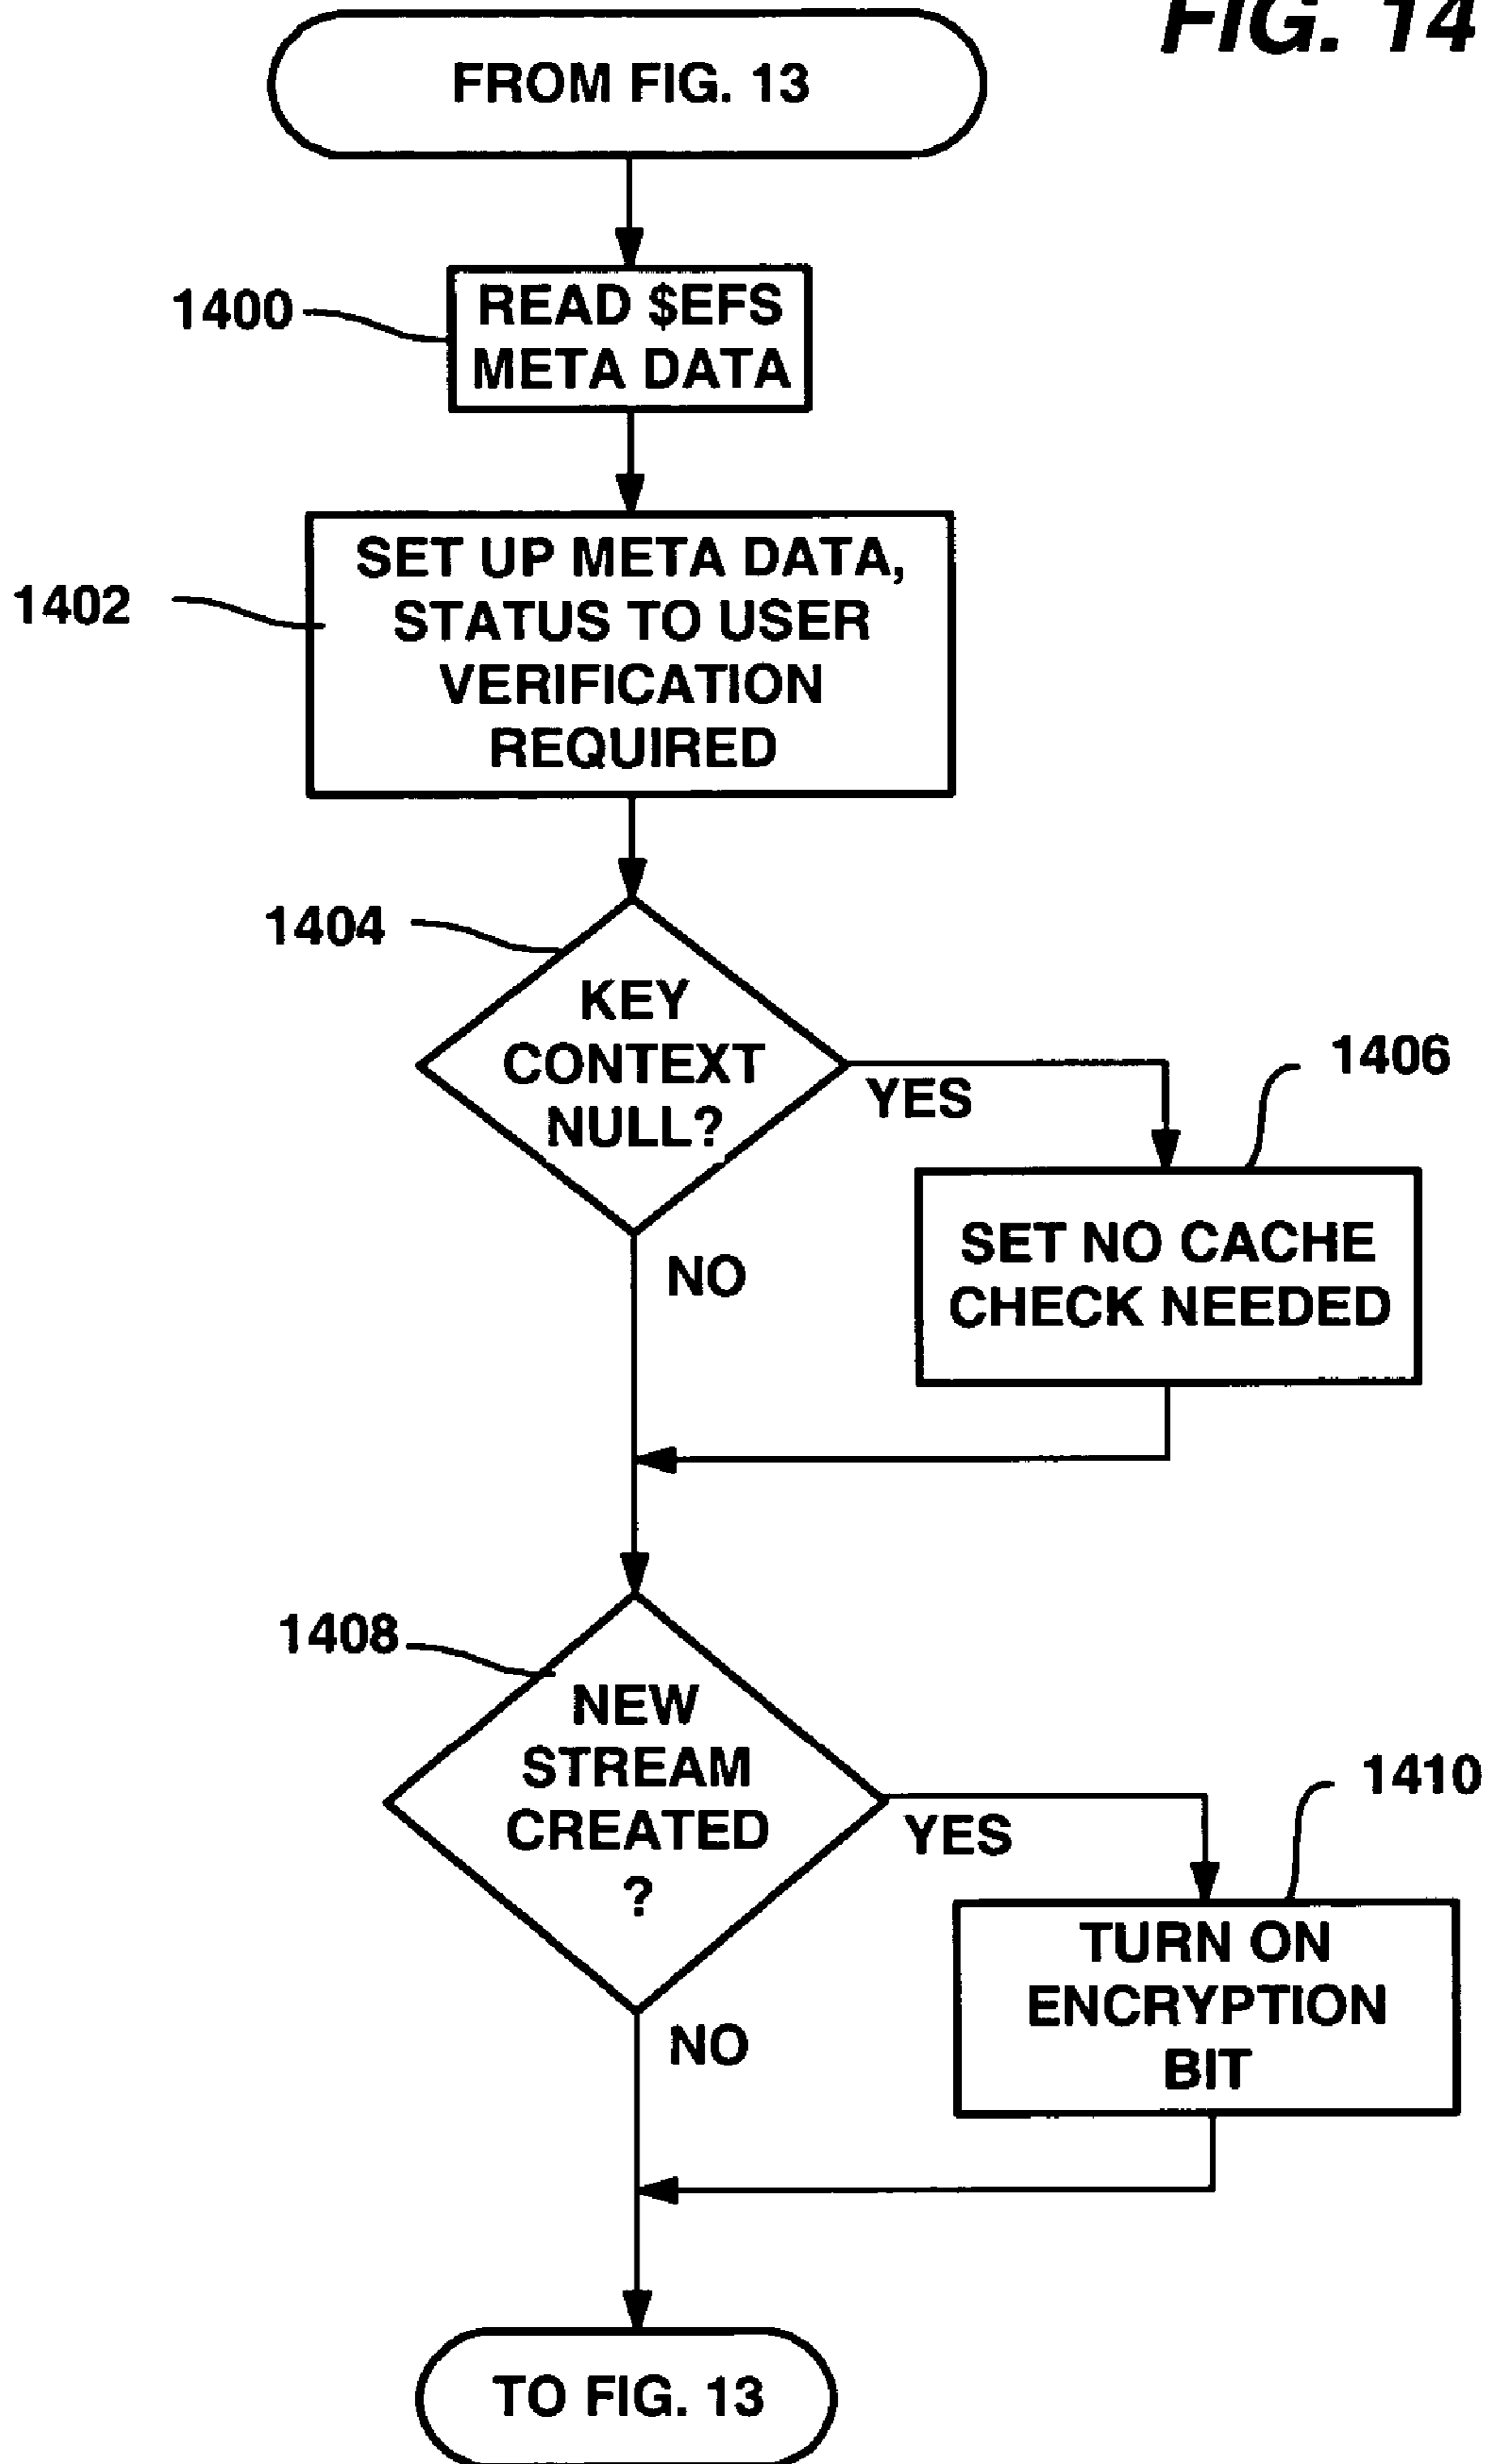 FIG. 14
FROM FIG. 13
1400
READ $EFS
META DATA
1402
SET UP META DATA,
STATUS TO USER
VERIFICATION
REQUIRED
1404
KEY
CONTEXT
NULL?
YES
1406
NO
SET NO CACHE
CHECK NEEDED
1408
NEW
STREAM
CREATED
?
YES
1410
NO
TURN ON
ENCRYPTION
BIT
TO FIG. 13